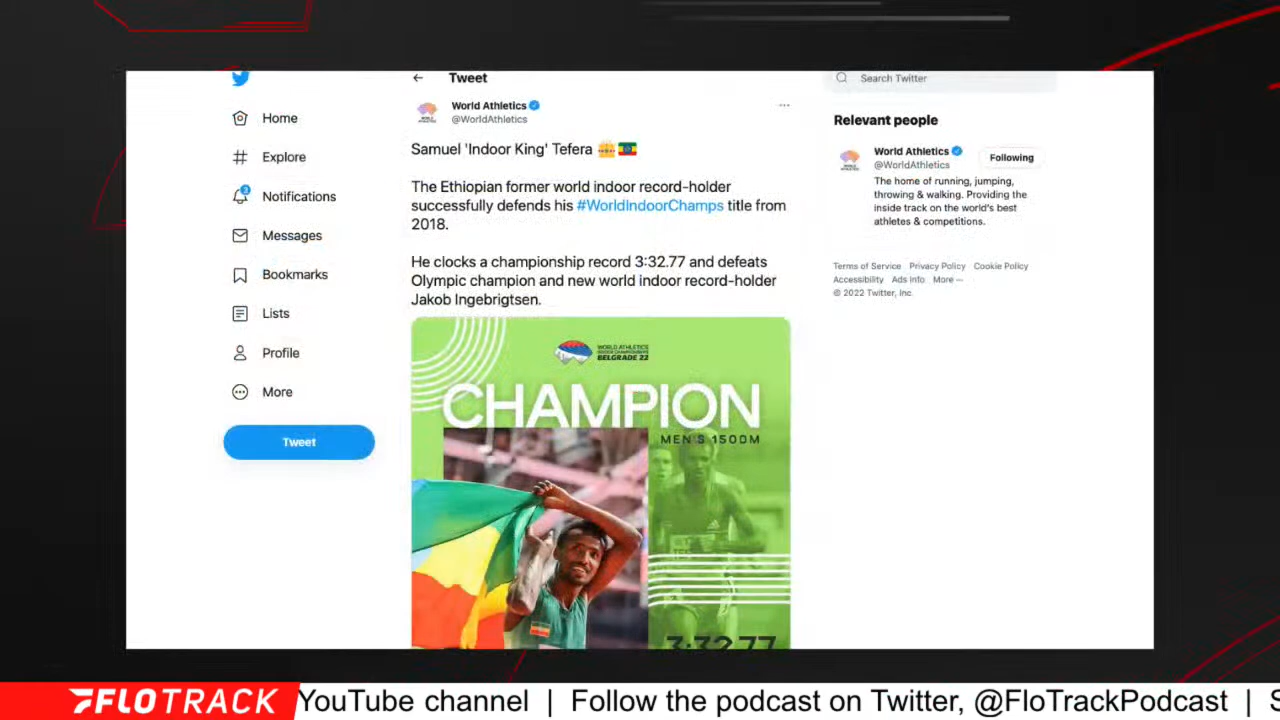 Tweet
Search Twitter
World Athletics
@WorldAthletics
Home
Explore
Notifications
Messages
Bookmarks
Lists
Profile
More
Tweet
Samuel 'Indoor King' Tefera
The Ethiopian former world indoor record-holder
successfully defends his #WorldIndoorChamps title from
2018.
He clocks a championship record 3:32.77 and defeats
Olympic champion and new world indoor record-holder
Jakob Ingebrigtsen.
WORLD ATHLETICS
INDOOR CHAMPIONSHIPS
BELGRADE 22
CHAMPION
MEN'S 1500M
3:32.77
Relevant people
World Athletics
@WorldAthletics
Following
The home of running, jumping,
throwing & walking. Providing the
inside track on the world's best
athletes & competitions.
Terms of Service Privacy Policy Cookie Policy
Accessibility Ads info More ···
© 2022 Twitter, Inc.
FLOTRACK
YouTube channel | Follow the podcast on Twitter, @FloTrackPodcast | S